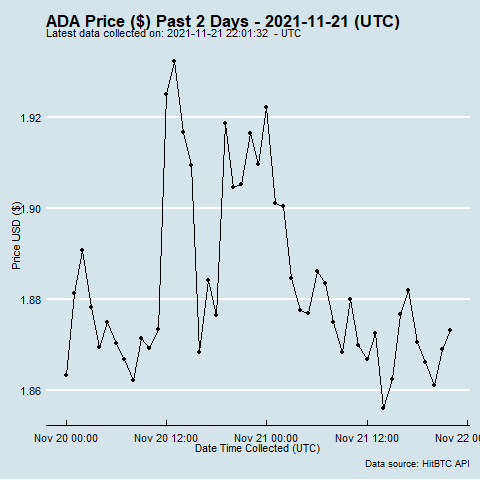 ADA Price ($) Past 2 Days - 2021-11-21 (UTC)
Latest data collected on: 2021-11-21 22:01:32 - UTC
1.92
1.90
1.88
1.86
Price USD ($)
Nov 20 00:00 Nov 20 12:00 Nov 21 00:00 Nov 21 12:00 Nov 22 0
Date Time Collected (UTC)
Data source: HitBTC API